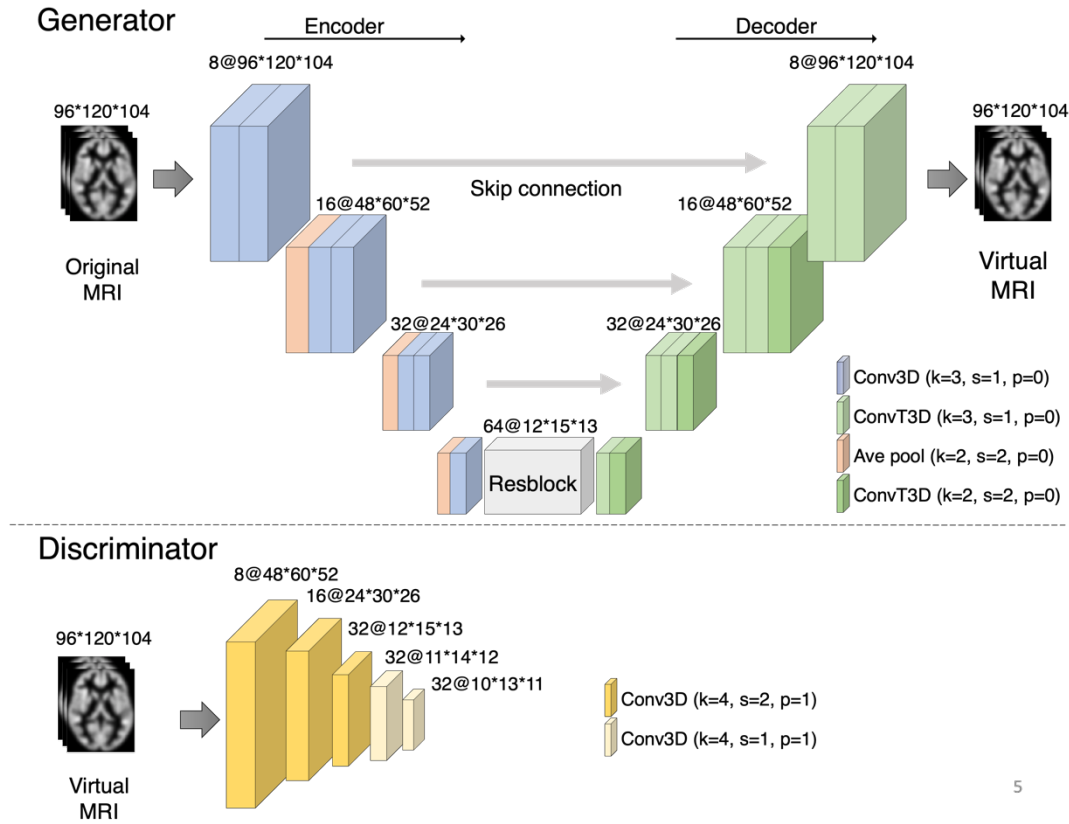 Generator
Encoder
Decoder
8@96*120*104
8@96*120*104
96*120*104
96*120*104
Skip connection
16@48*60*52
16@48*60*52
Original
MRI
Virtual
MRI
32@24*30*26
32@24*30*26
64@12*15*13
Resblock
Conv3D (k=3, s=1, p=0)
ConvT3D (k=3, s=1, p=0)
Ave pool (k=2, s=2, p=0)
ConvT3D (k=2, s=2, p=0)
Discriminator
8@48*60*52
16@24*30*26
32@12*15*13
32@11*14*12
32@10*13*11
96*120*104
Virtual
MRI
Conv3D (k=4, s=2, p=1)
Conv3D (k=4, s=1, p=1)
5